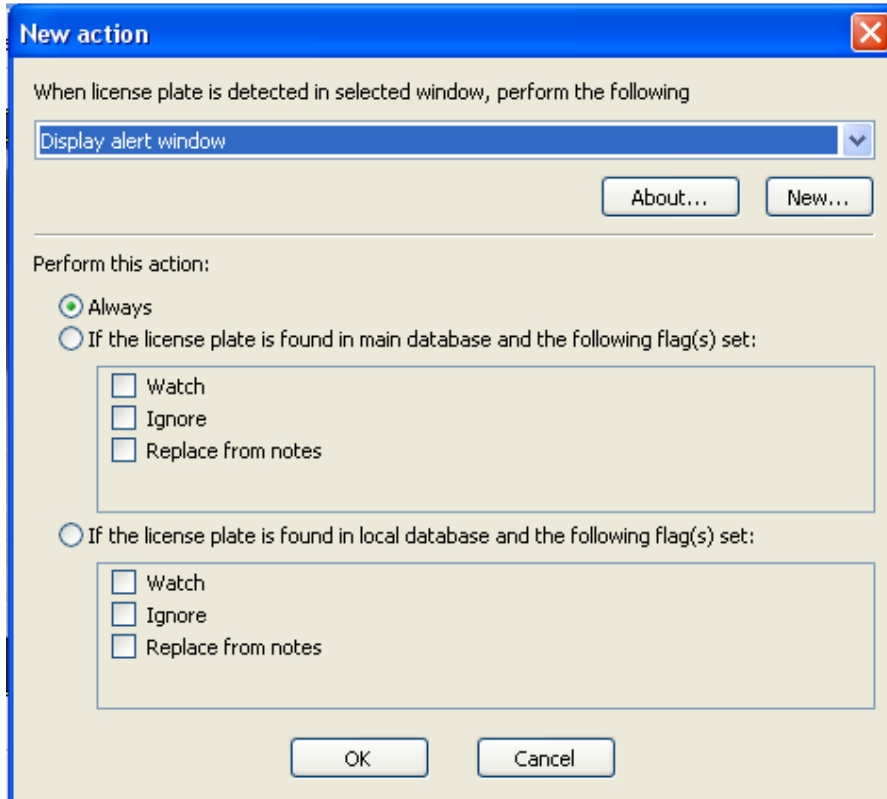 New action
When license plate is detected in selected window, perform the following
Display alert window
About...
New...
Perform this action:
Always
If the license plate is found in main database and the following flag(s) set:
Watch
Ignore
Replace from notes
If the license plate is found in local database and the following flag(s) set:
Watch
Ignore
Replace from notes
OK
Cancel